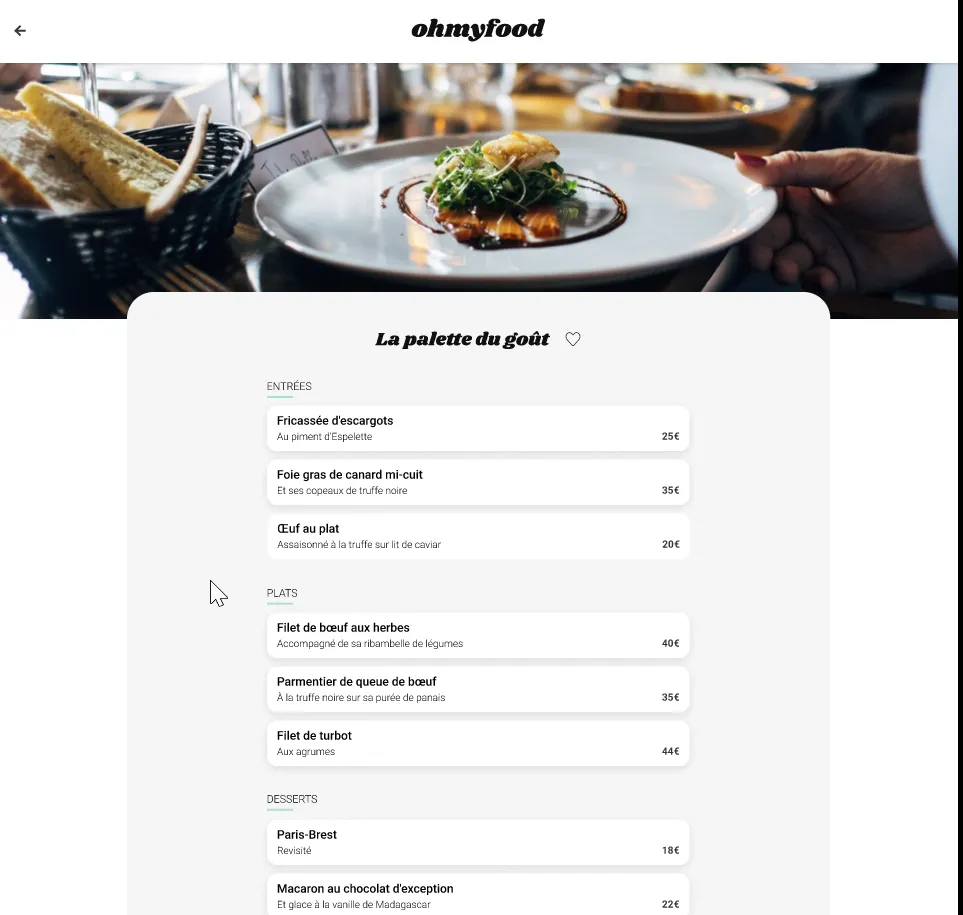 ohmyfood
La palette du goût
ENTRÉES
Fricassée d'escargots
Au piment d'Espelette
25€
Foie gras de canard mi-cuit
Et ses copeaux de truffe noire
35€
Œuf au plat
Assaisonné à la truffe sur lit de caviar
20€
PLATS
Filet de bœuf aux herbes
Accompagné de sa ribambelle de légumes
40€
Parmentier de queue de bœuf
À la truffe noire sur sa purée de panais
35€
Filet de turbot
Aux agrumes
44€
DESSERTS
Paris-Brest
Revisité
18€
Macaron au chocolat d'exception
Et glace à la vanille de Madagascar
22€